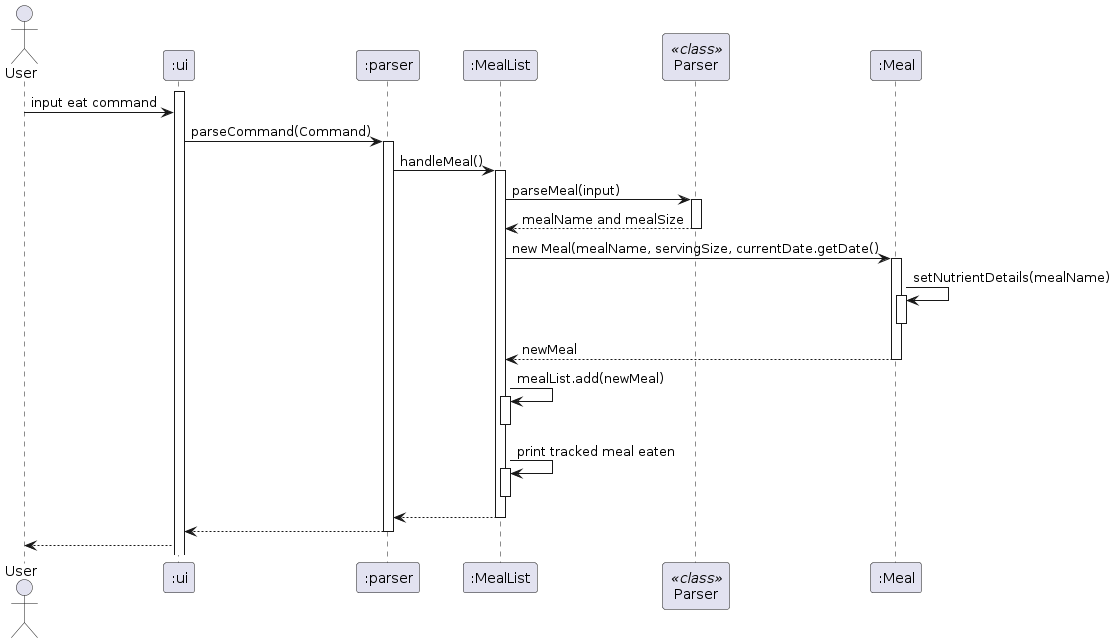 User
:ui
:parser
:MealList
«class»
Parser
:Meal
input eat command
parseCommand(Command)
handleMeal()
parseMeal(input)
mealName and mealSize
new Meal(mealName, servingSize, currentDate.getDate()
setNutrientDetails(mealName)
newMeal
mealList.add(newMeal)
print tracked meal eaten
User
:ui
:parser
:MealList
«class»
Parser
:Meal